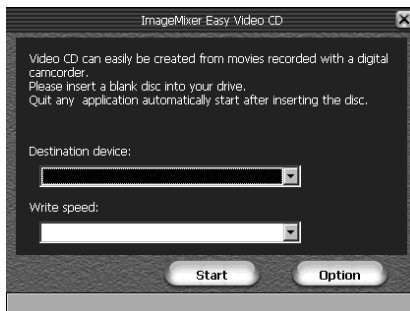 ImageMixer Easy Video CD
Video CD can easily be created from movies recorded with a digital
camcorder.
Please insert a blank disc into your drive.
Quit any  application automatically start after inserting the disc.
Destination device:
Write speed:
Start
Option